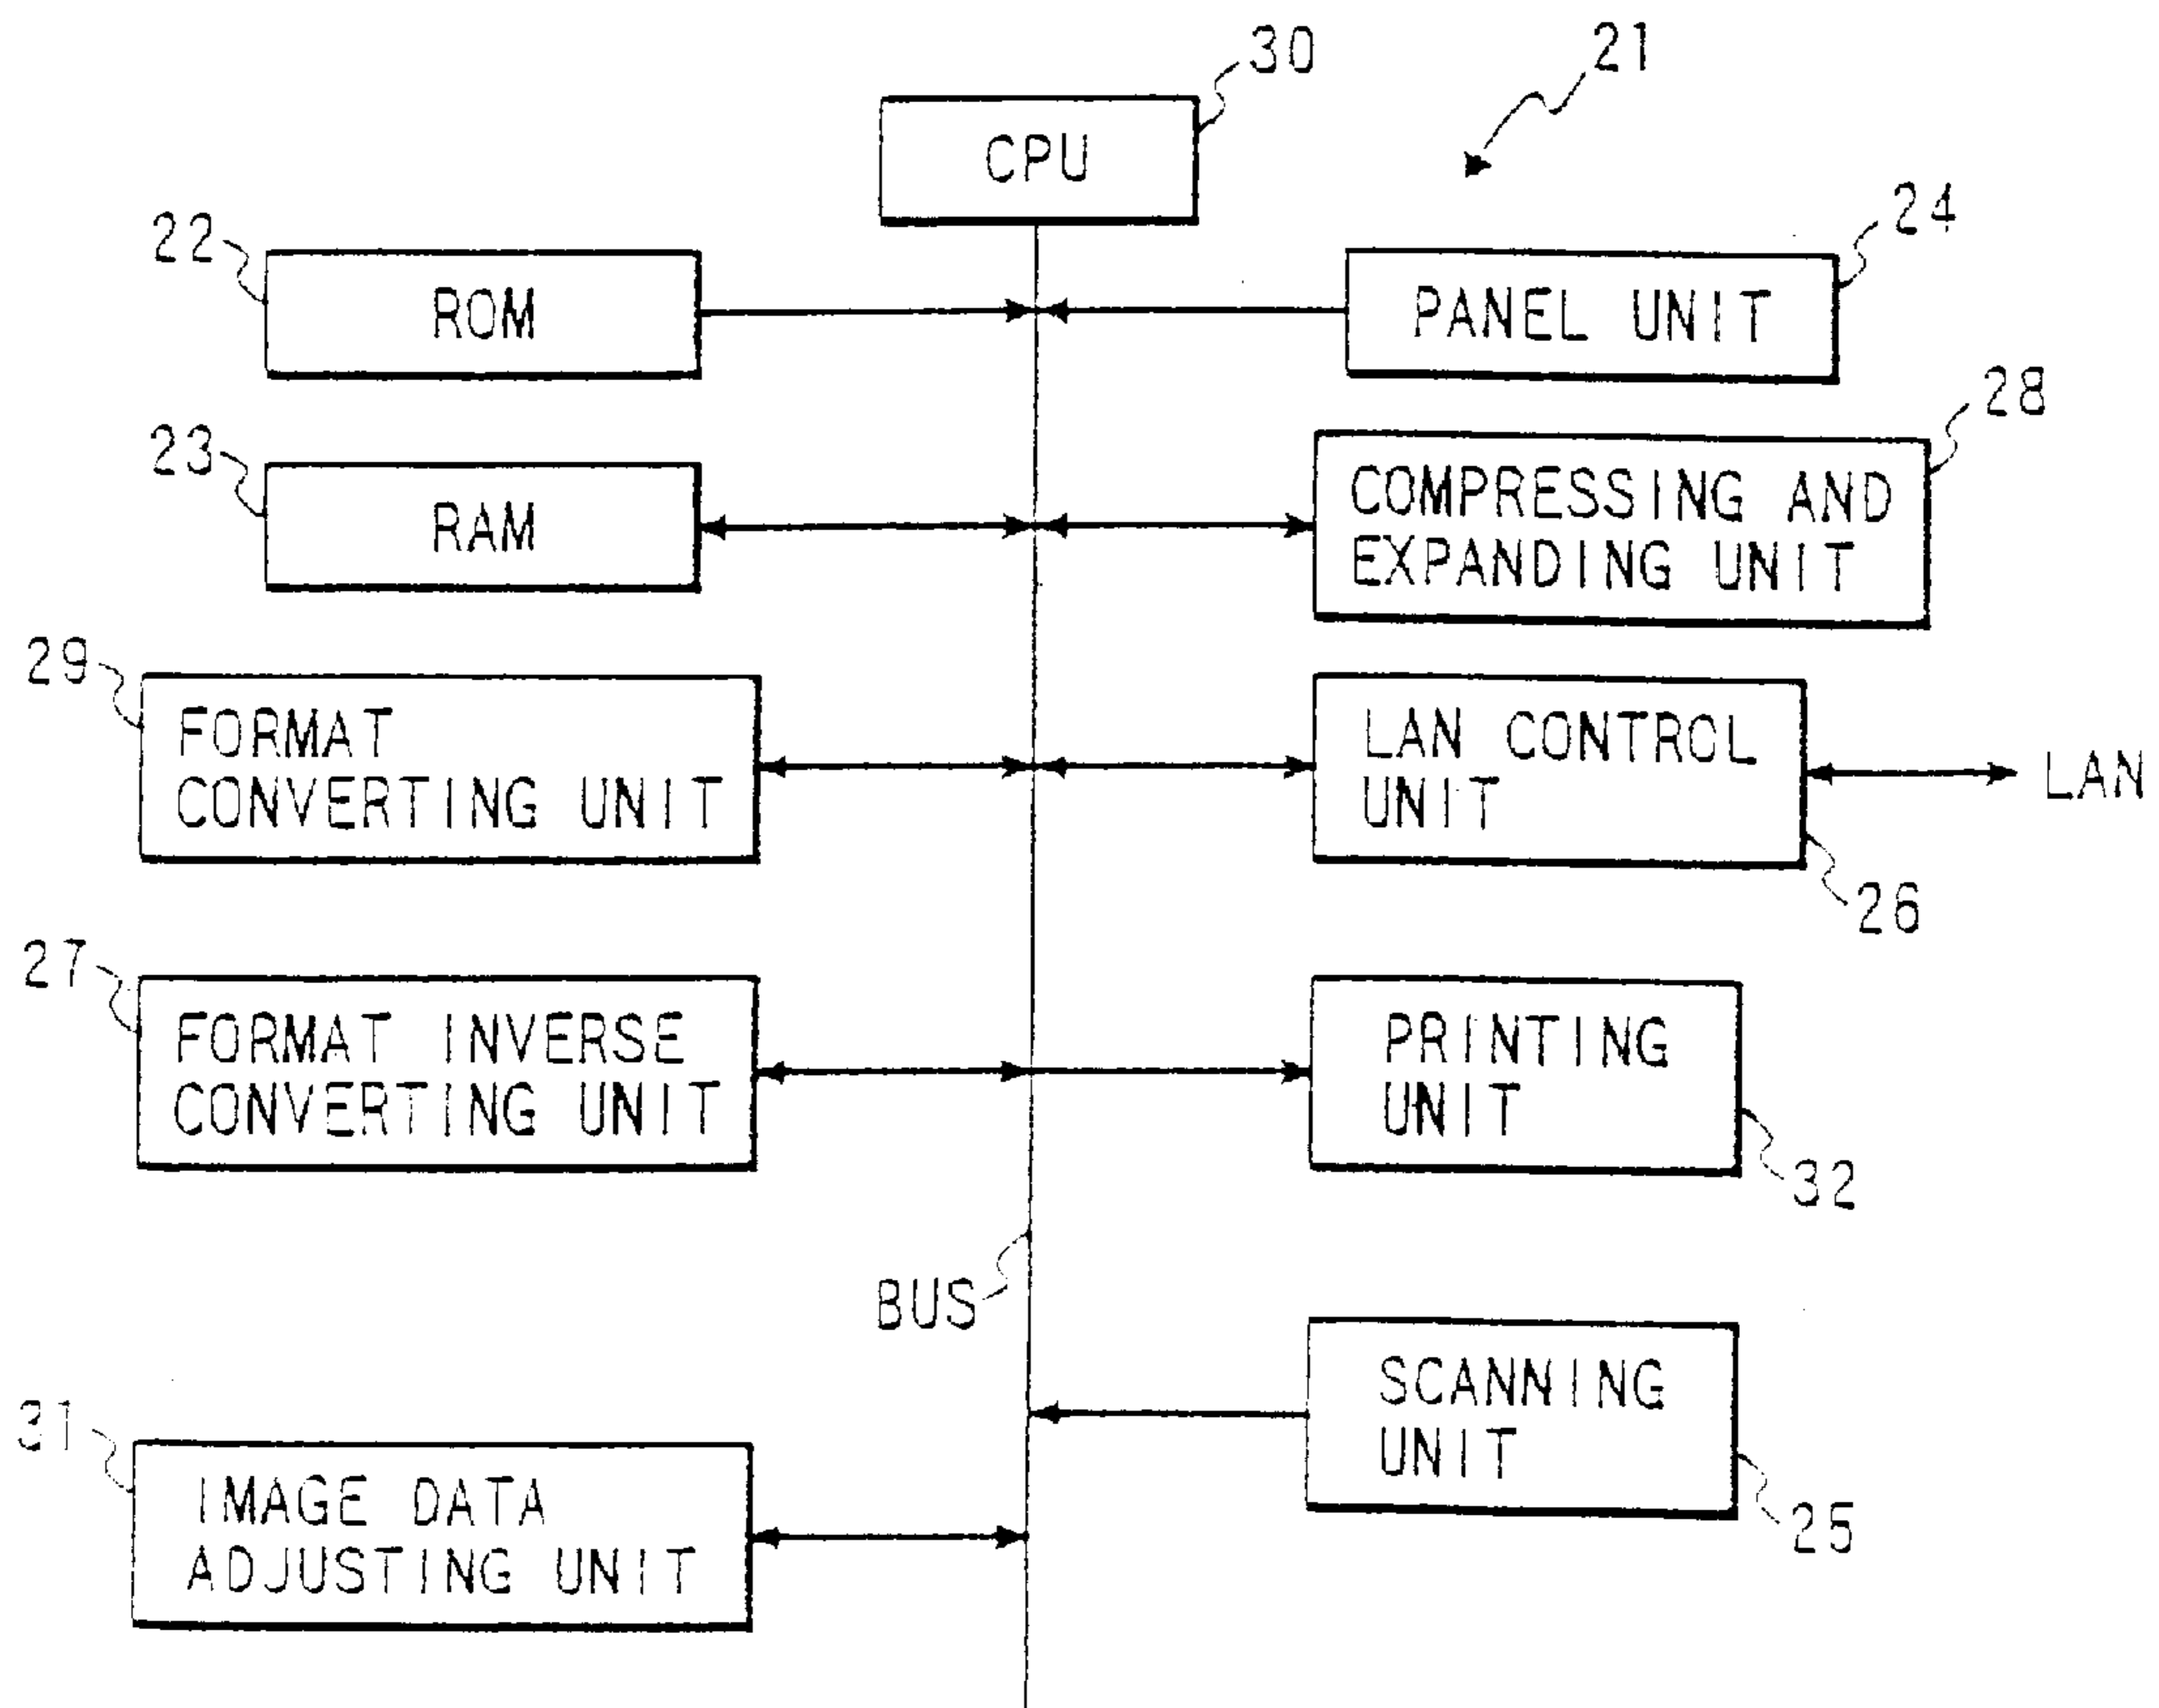 30
21
CPU
22
ROM
24
PANEL UNIT
23
RAM
28
COMPRESSING AND
EXPANDING UNIT
29
FORMAT
CONVERTING UNIT
LAN CONTROL
UNIT
LAN
26
27
FORMAT INVERSE
CONVERTING UNIT
PRINTING
UNIT
32
BUS
SCANNING
UNIT
25
31
IMAGE DATA
ADJUSTING UNIT